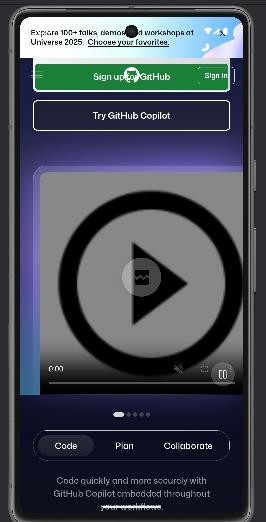 Explore 100+ talks, demos, and workshops at
Universe 2025. Choose your favorites.
Sign up for GitHub
Sign in
Try GitHub Copilot
0:00
Code
Plan
Collaborate
Code quickly and more securely with
GitHub Copilot embedded throughout
your workflows.